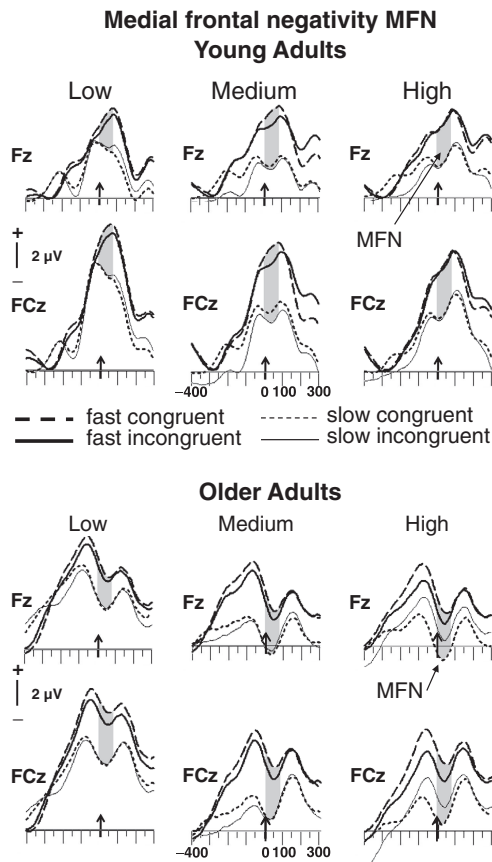 Medial frontal negativity MFN
Young Adults
Low Medium High
Fz Fz Fz
MFN
+
2 µV
−
FCz FCz FCz
−400 0 100 300
fast congruent slow congruent
fast incongruent slow incongruent
Older Adults
Low Medium High
Fz Fz Fz
MFN
+
2 µV
−
FCz FCz FCz
−400 0 100 300